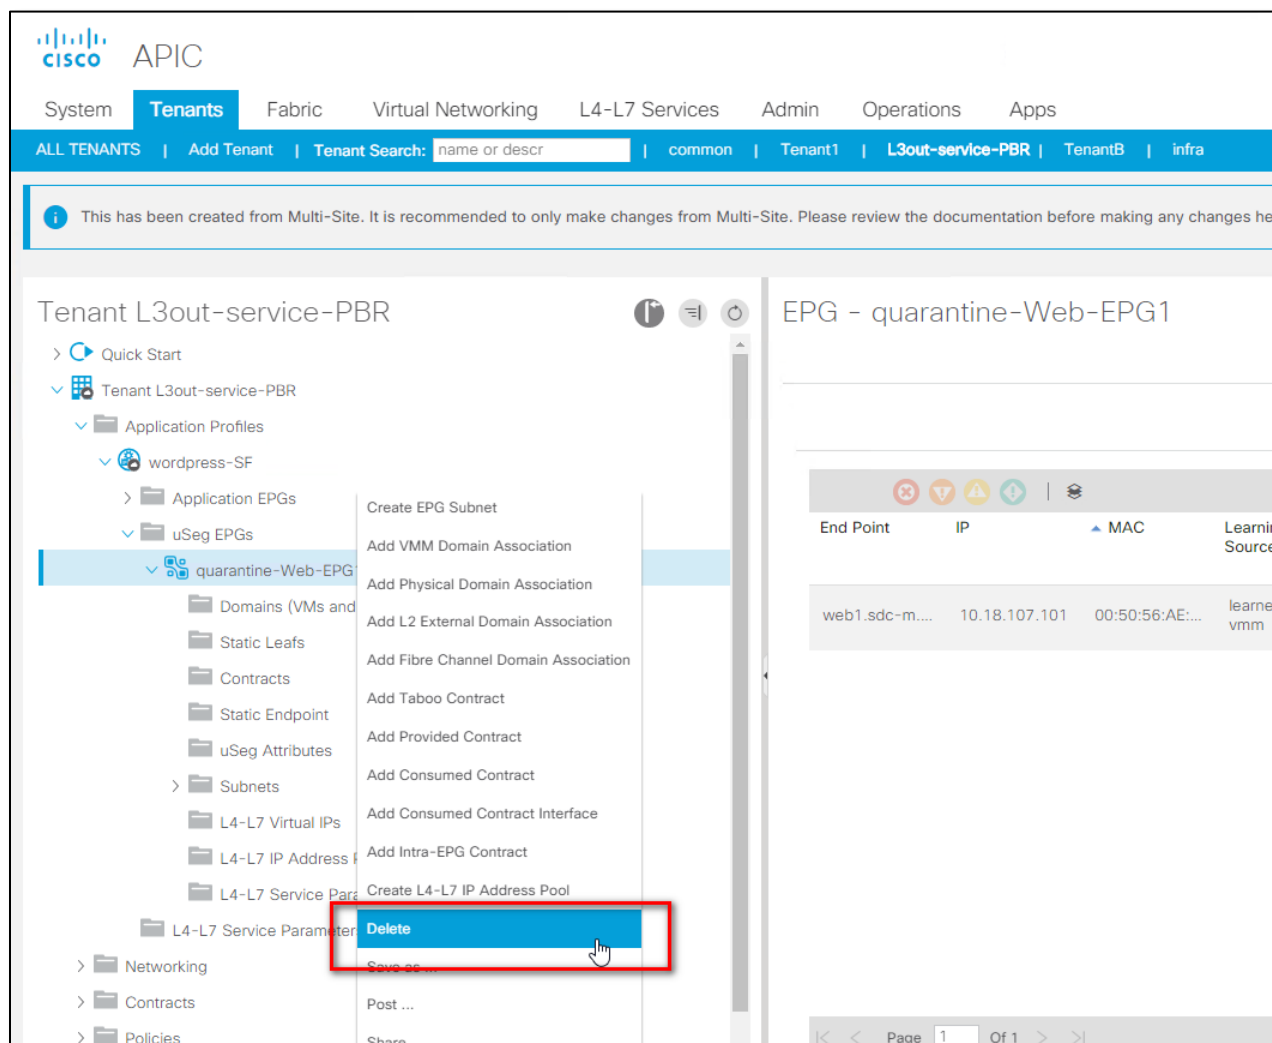 CISCO APIC
System Tenants Fabric Virtual Networking L4-L7 Services Admin Operations Apps
ALL TENANTS | Add Tenant | Tenant Search: name or descr | common | Tenant1 | L3out-service-PBR | TenantB | infra
This has been created from Multi-Site. It is recommended to only make changes from Multi-Site. Please review the documentation before making any changes he
Tenant L3out-service-PBR
Quick Start
Tenant L3out-service-PBR
Application Profiles
wordpress-SF
Application EPGs
uSeg EPGs
quarantine-Web-EPG1
Domains (VMs and
Static Leafs
Contracts
Static Endpoint
uSeg Attributes
Subnets
L4-L7 Virtual IPs
L4-L7 IP Address P
L4-L7 Service Para
L4-L7 Service Parameter
Networking
Contracts
Policies
Create EPG Subnet
Add VMM Domain Association
Add Physical Domain Association
Add L2 External Domain Association
Add Fibre Channel Domain Association
Add Taboo Contract
Add Provided Contract
Add Consumed Contract
Add Consumed Contract Interface
Add Intra-EPG Contract
Create L4-L7 IP Address Pool
Delete
Save as ...
Post ...
Share
EPG - quarantine-Web-EPG1
End Point IP MAC Learnin
Source
web1.sdc-m.... 10.18.107.101 00:50:56:AE:... learne
vmm
Page 1 Of 1